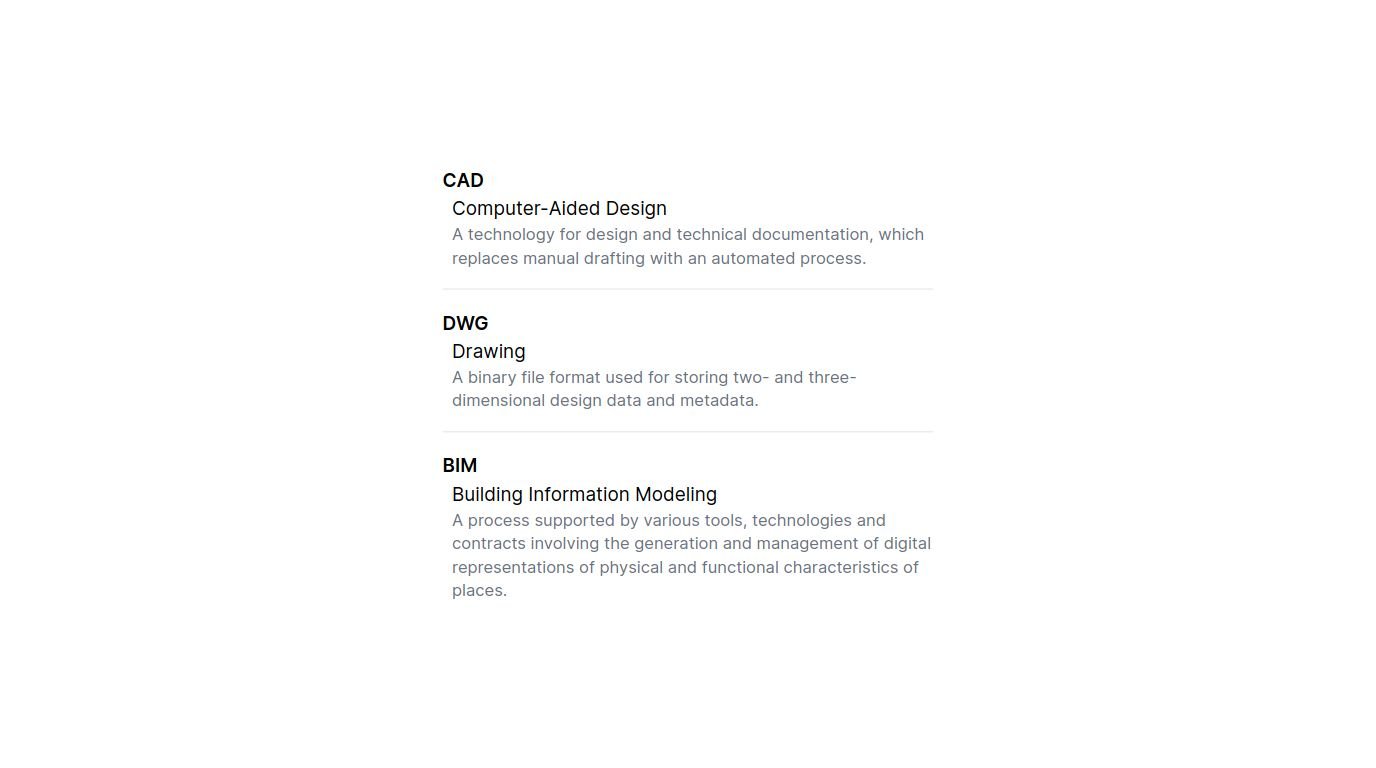 CAD
Computer-Aided Design
A technology for design and technical documentation, which
replaces manual drafting with an automated process.
DWG
Drawing
A binary file format used for storing two- and three-
dimensional design data and metadata.
BIM
Building Information Modeling
A process supported by various tools, technologies and
contracts involving the generation and management of digital
representations of physical and functional characteristics of
places.